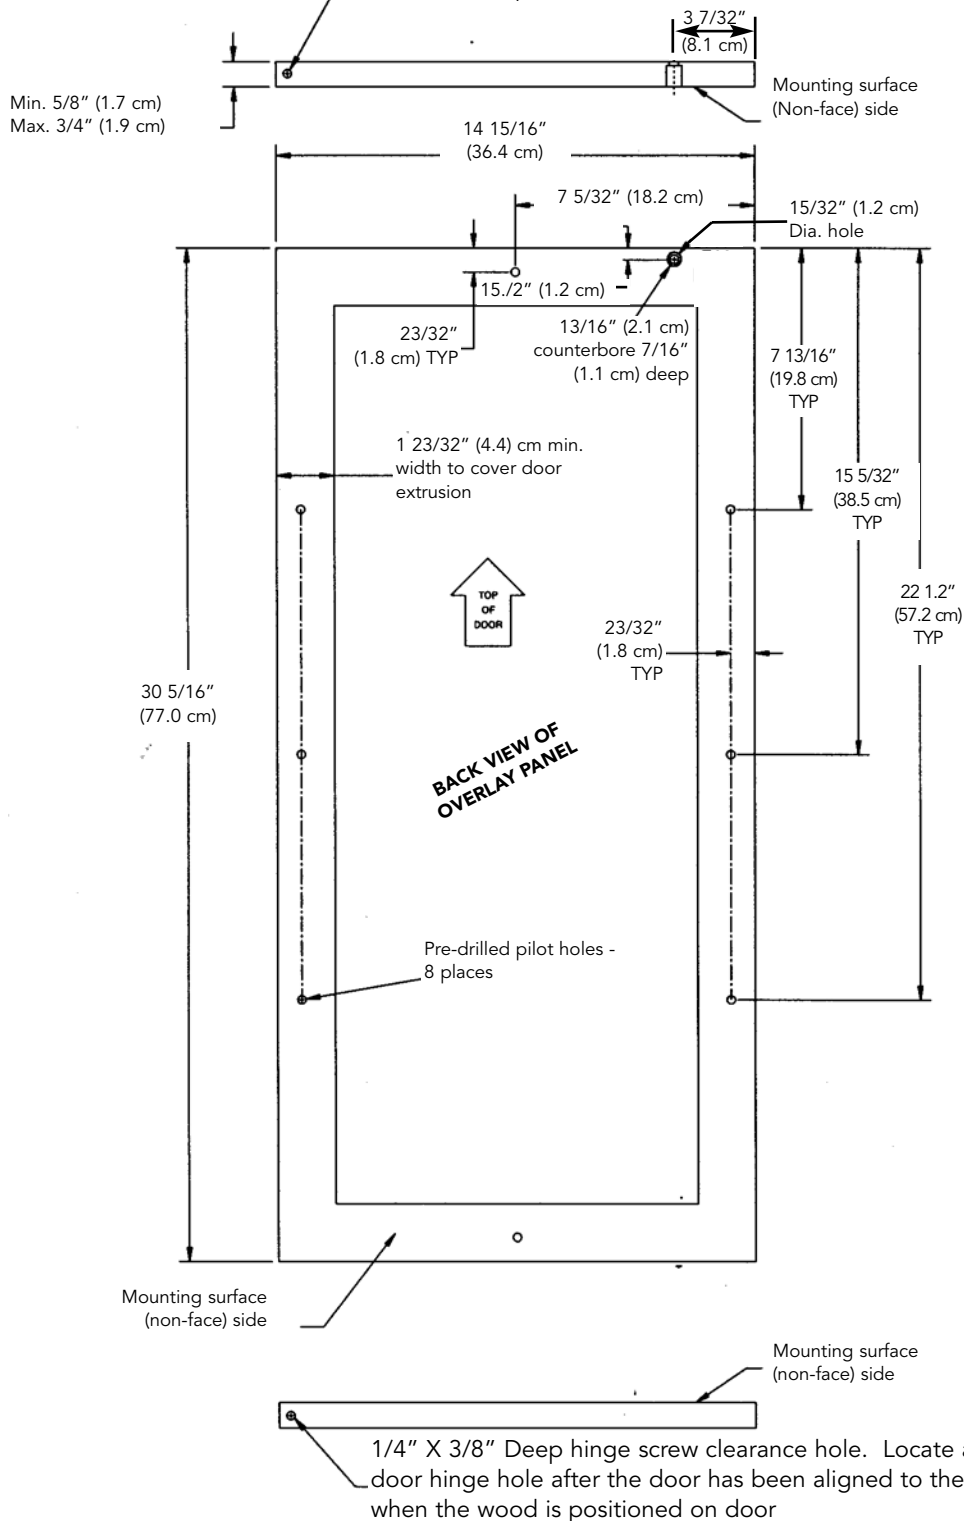 3 7/32"
(8.1 cm)
Min. 5/8" (1.7 cm)
Max. 3/4" (1.9 cm)
Mounting surface
(Non-face) side
14 15/16"
(36.4 cm)
7 5/32" (18.2 cm)
15/32" (1.2 cm)
Dia. hole
15./2" (1.2 cm)
23/32"
(1.8 cm) TYP
13/16" (2.1 cm)
counterbore 7/16"
(1.1 cm) deep
7 13/16"
(19.8 cm)
TYP
1 23/32" (4.4) cm min.
width to cover door
extrusion
15 5/32"
(38.5 cm)
TYP
TOP
OF
DOOR
22 1.2"
(57.2 cm)
TYP
23/32"
(1.8 cm)
TYP
30 5/16"
(77.0 cm)
BACK VIEW OF
OVERLAY PANEL
Pre-drilled pilot holes -
8 places
Mounting surface
(non-face) side
Mounting surface
(non-face) side
1/4" X 3/8" Deep hinge screw clearance hole. Locate
door hinge hole after the door has been aligned to the
when the wood is positioned on door